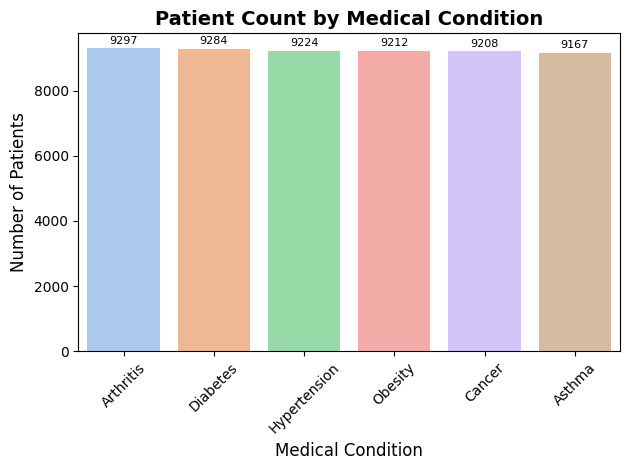 Patient Count by Medical Condition
9297 9284 9224 9212 9208 9167
Number of Patients
8000
6000
4000
2000
0
Arthritis Diabetes Hypertension Obesity Cancer Asthma
Medical Condition